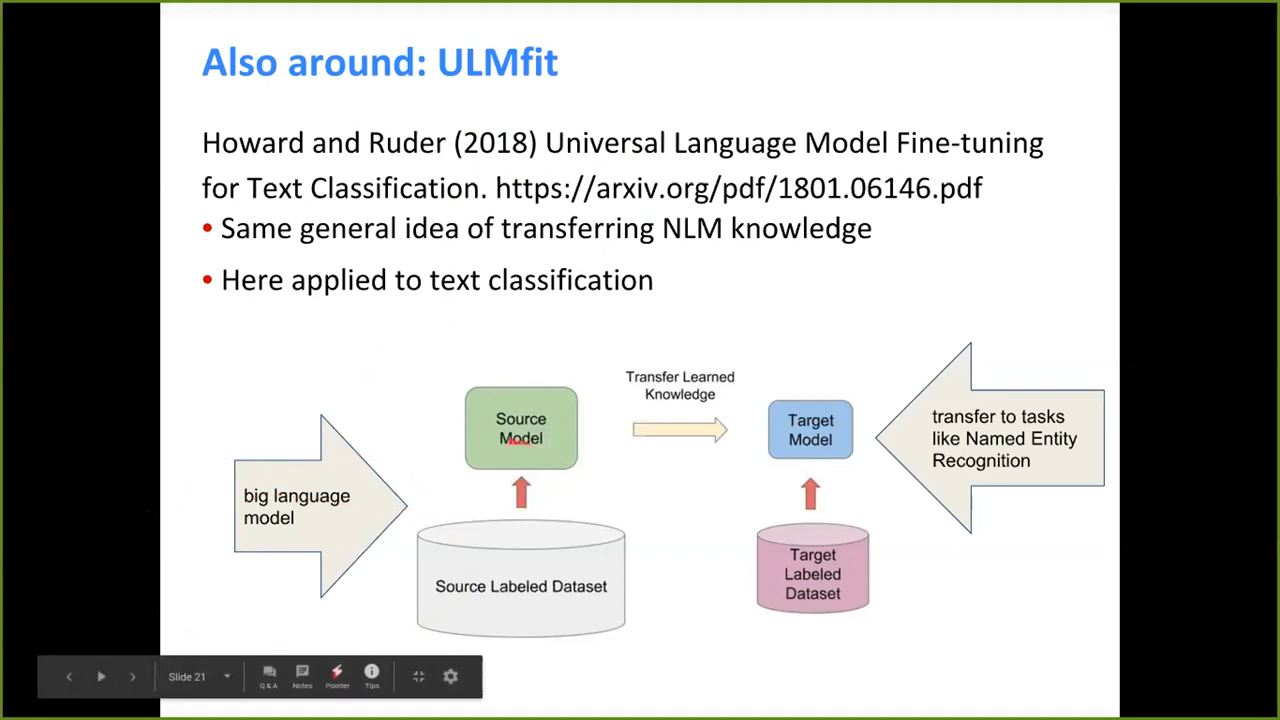 Also around: ULMfit
Howard and Ruder (2018) Universal Language Model Fine-tuning
for Text Classification. https://arxiv.org/pdf/1801.06146.pdf
• Same general idea of transferring NLM knowledge
• Here applied to text classification
Transfer Learned
Knowledge
Source
Model
Target
Model
transfer to tasks
like Named Entity
Recognition
big language
model
Source Labeled Dataset
Target
Labeled
Dataset
Slide 21
Q & A
Notes
Pointer
Tips